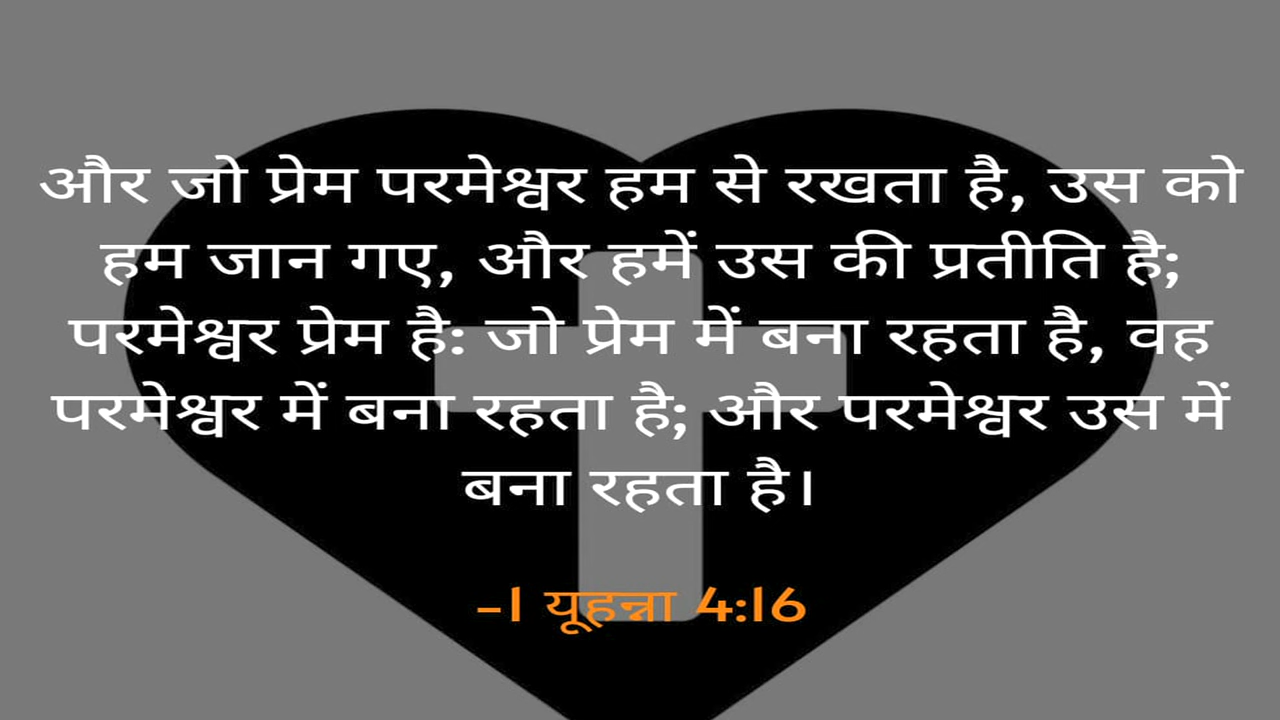 और जो प्रेम परमेश्वर हम से रखता है, उस को
हम जान गए, और हमें उस की प्रतीति है;
परमेश्वर प्रेम है: जो प्रेम में बना रहता है, वह
परमेश्वर में बना रहता है; और परमेश्वर उस में
बना रहता है।
-1 यूहन्ना 4:16